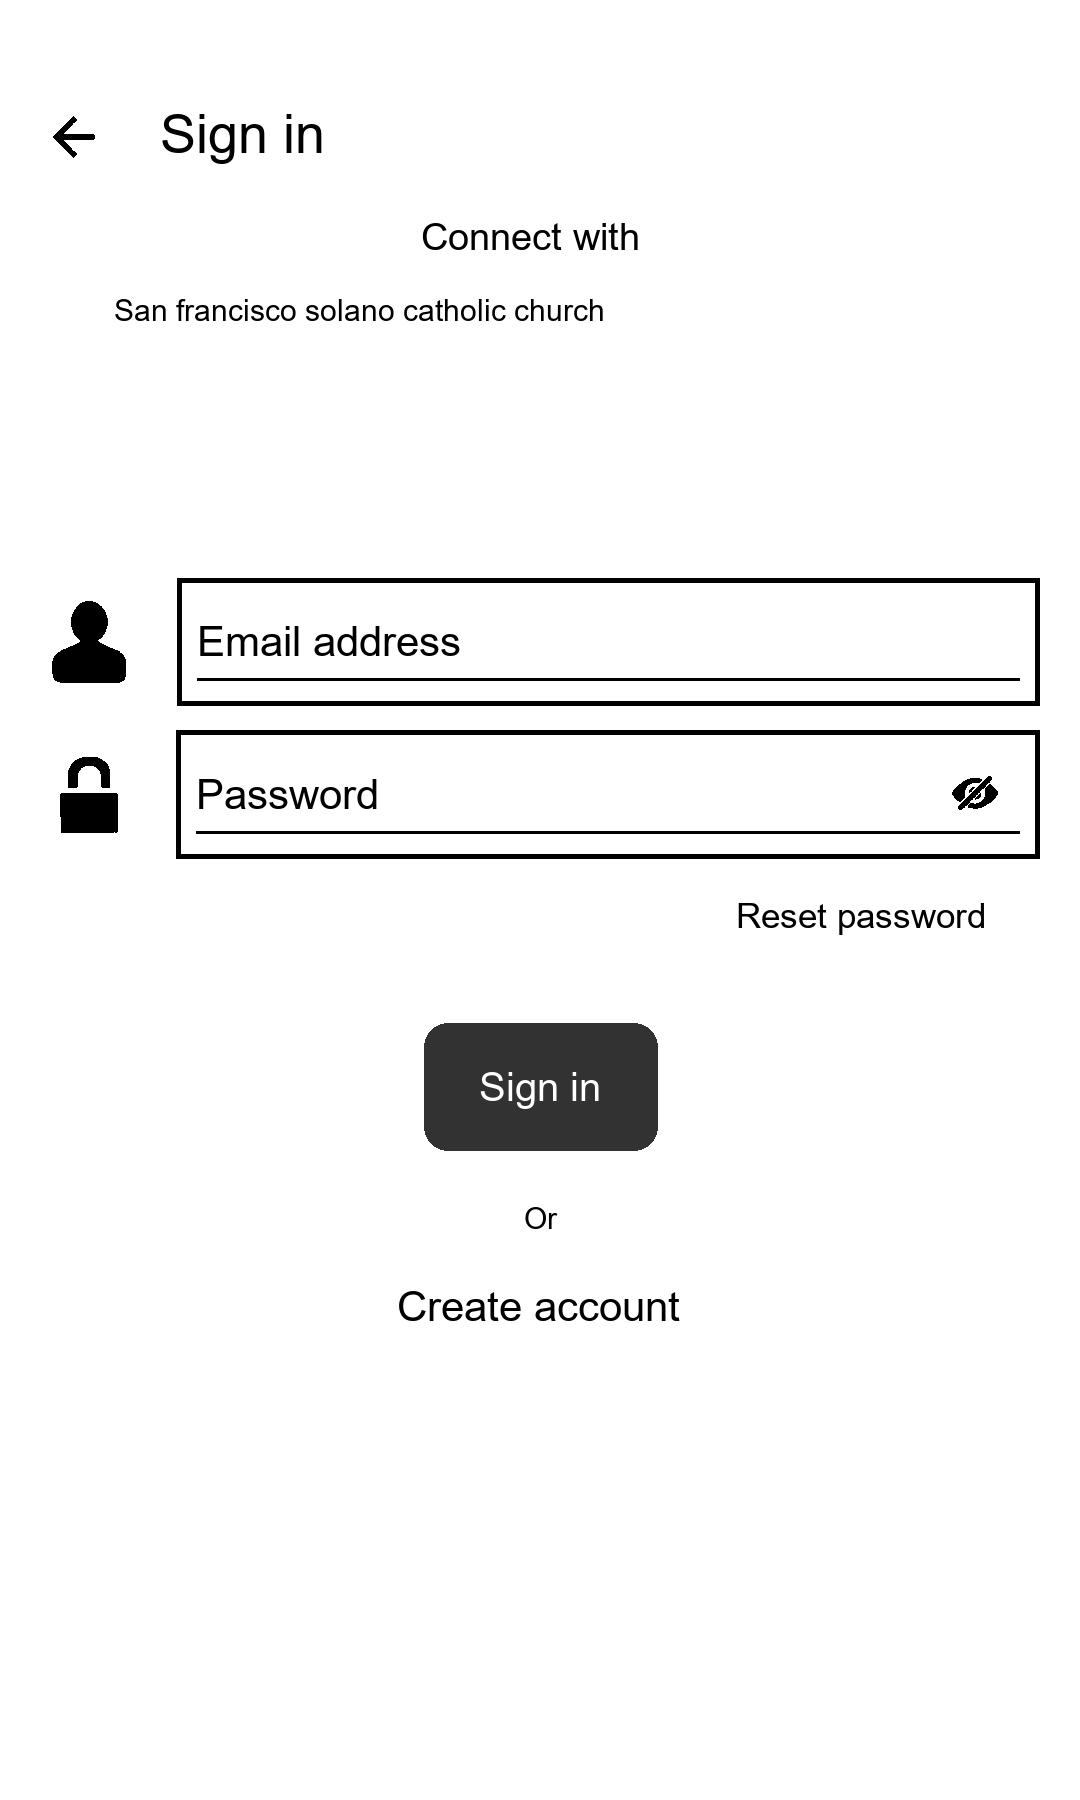 Sign in
Connect with
San francisco solano catholic church
Email address
Password
Reset password
Sign in
Or
Create account